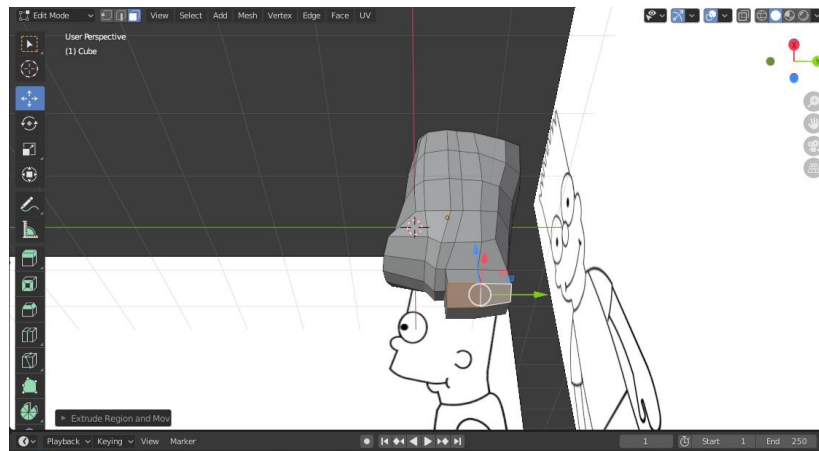 Edit Mode View Select Add Mesh Vertex Edge Face UV
User Perspective
(1) Cube
X
Y
Extrude Region and Mov
Playback Keying View Marker 1 Start 1 End 250